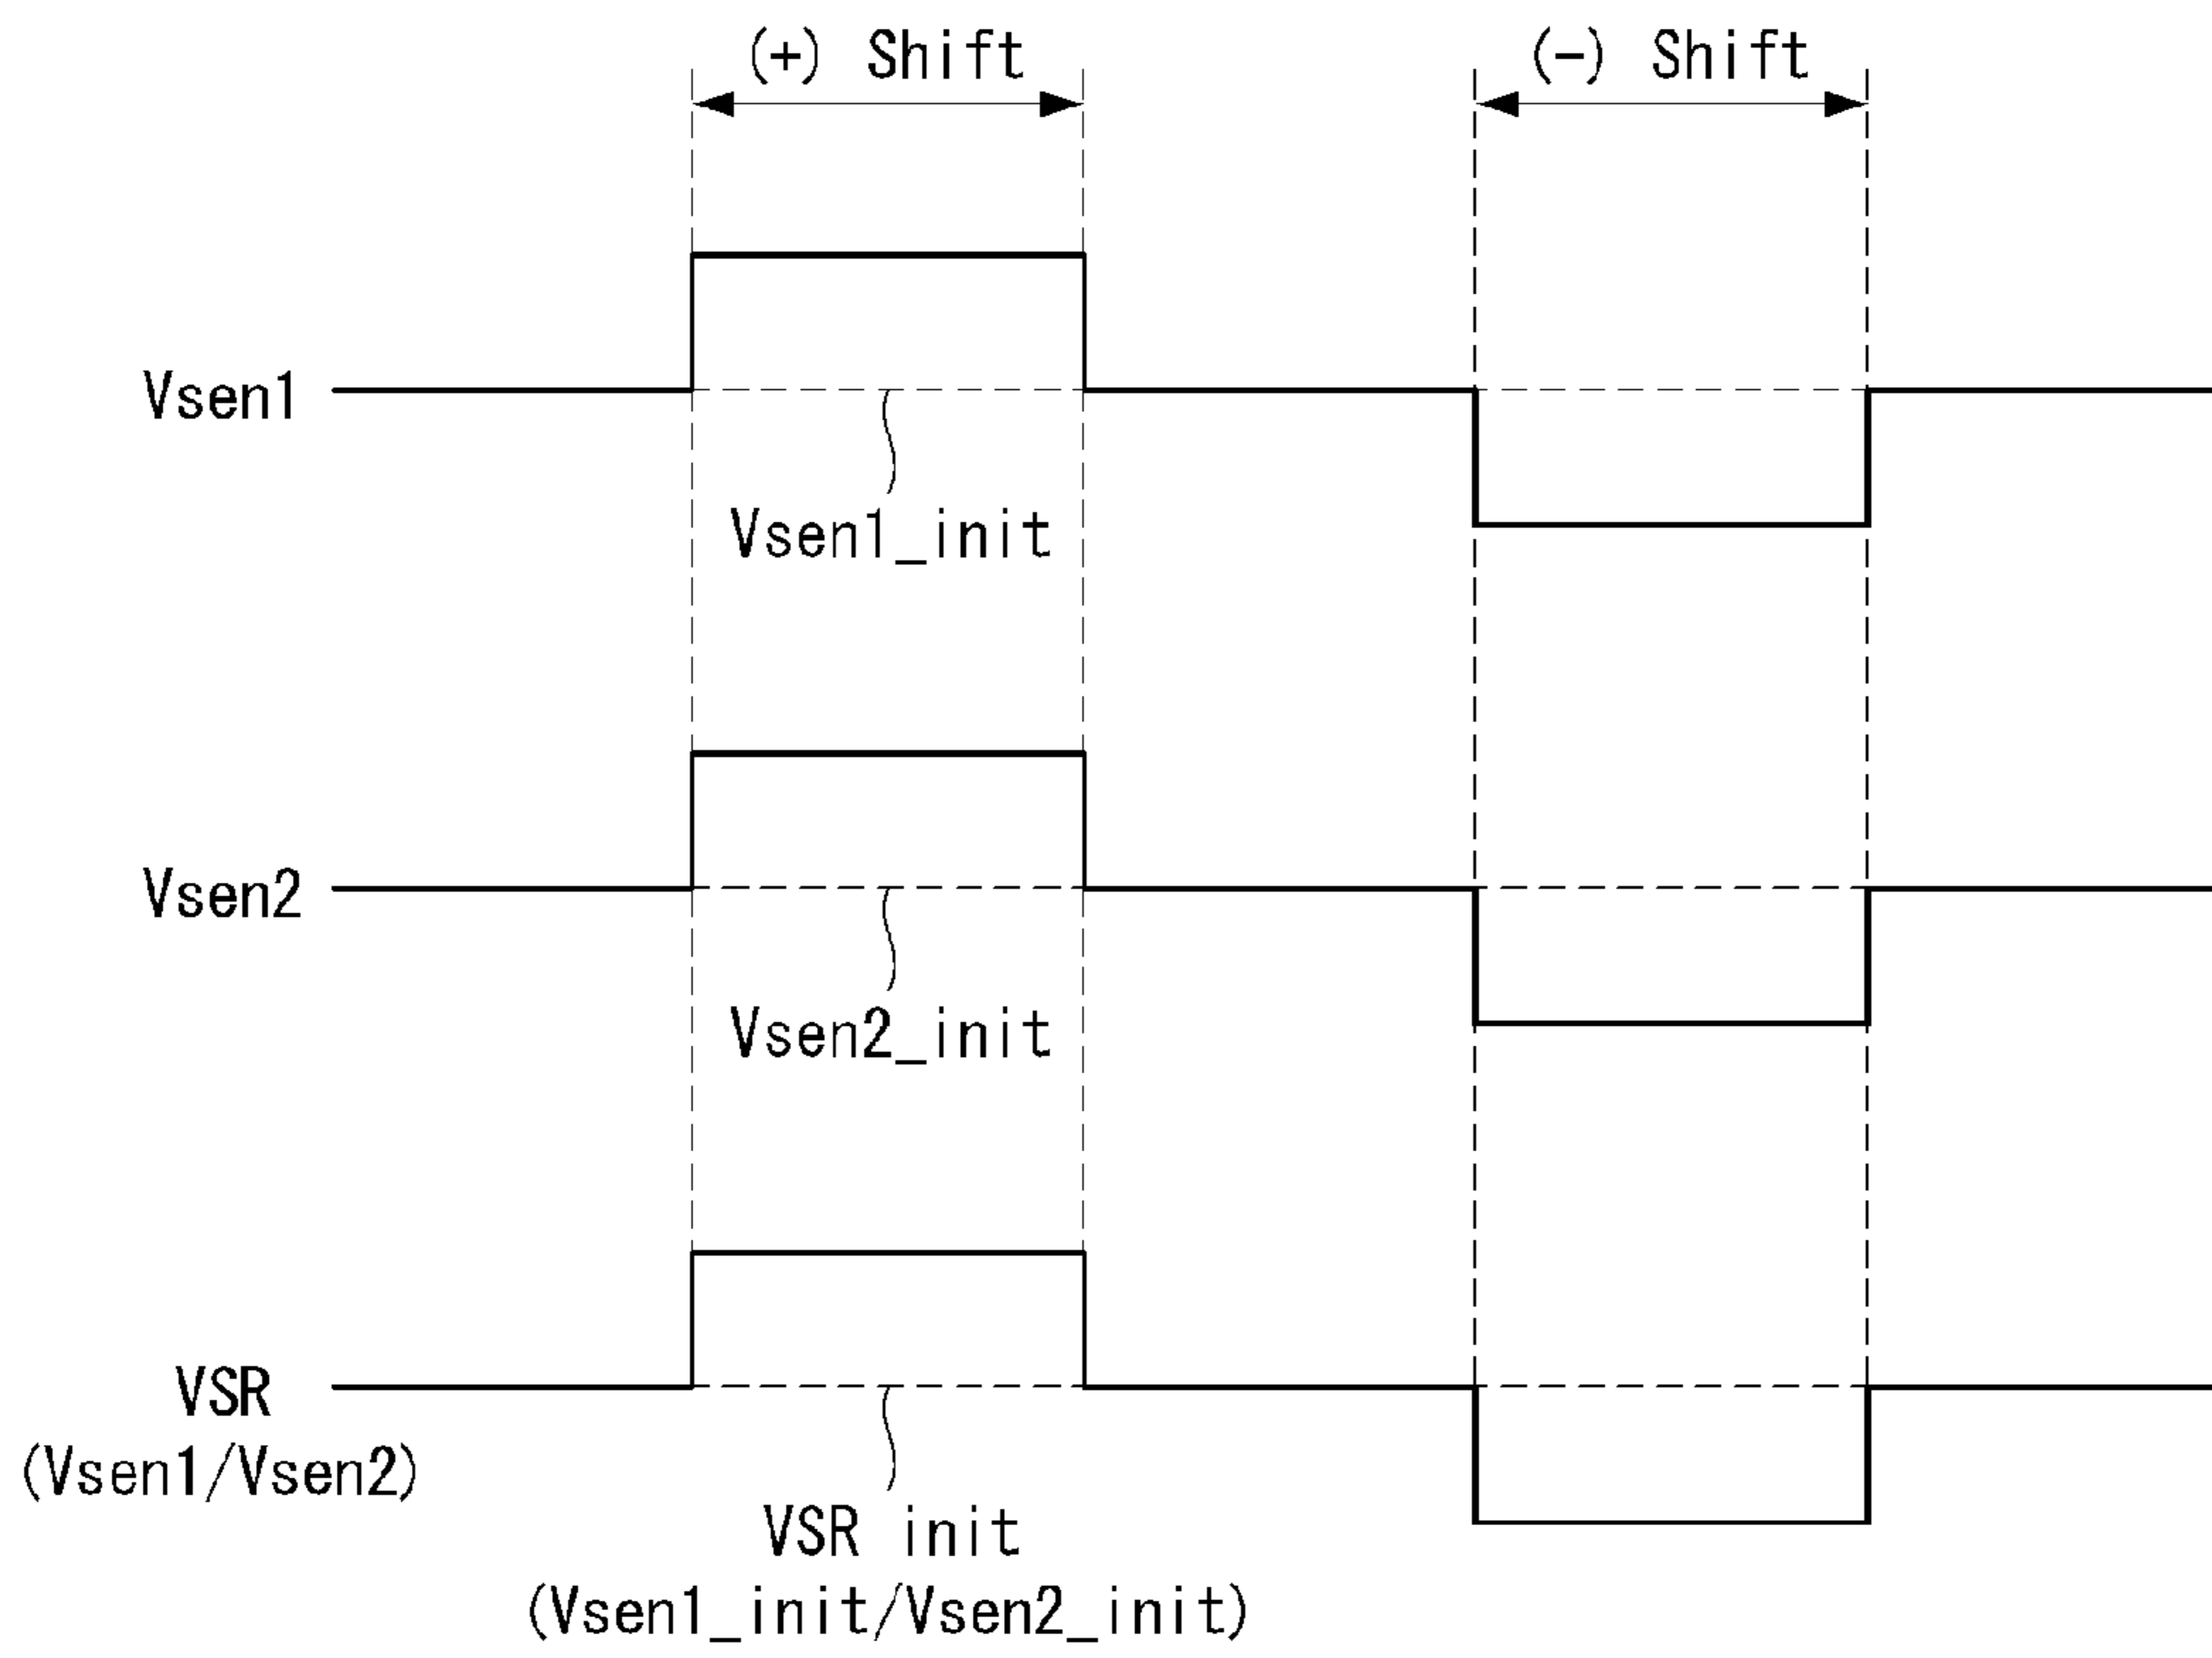 (+) Shift
(-) Shift
Vsen1
Vsen1_init
Vsen2
Vsen2_init
VSR
(Vsen1/Vsen2)
VSR init
(Vsen1_init/Vsen2_init)